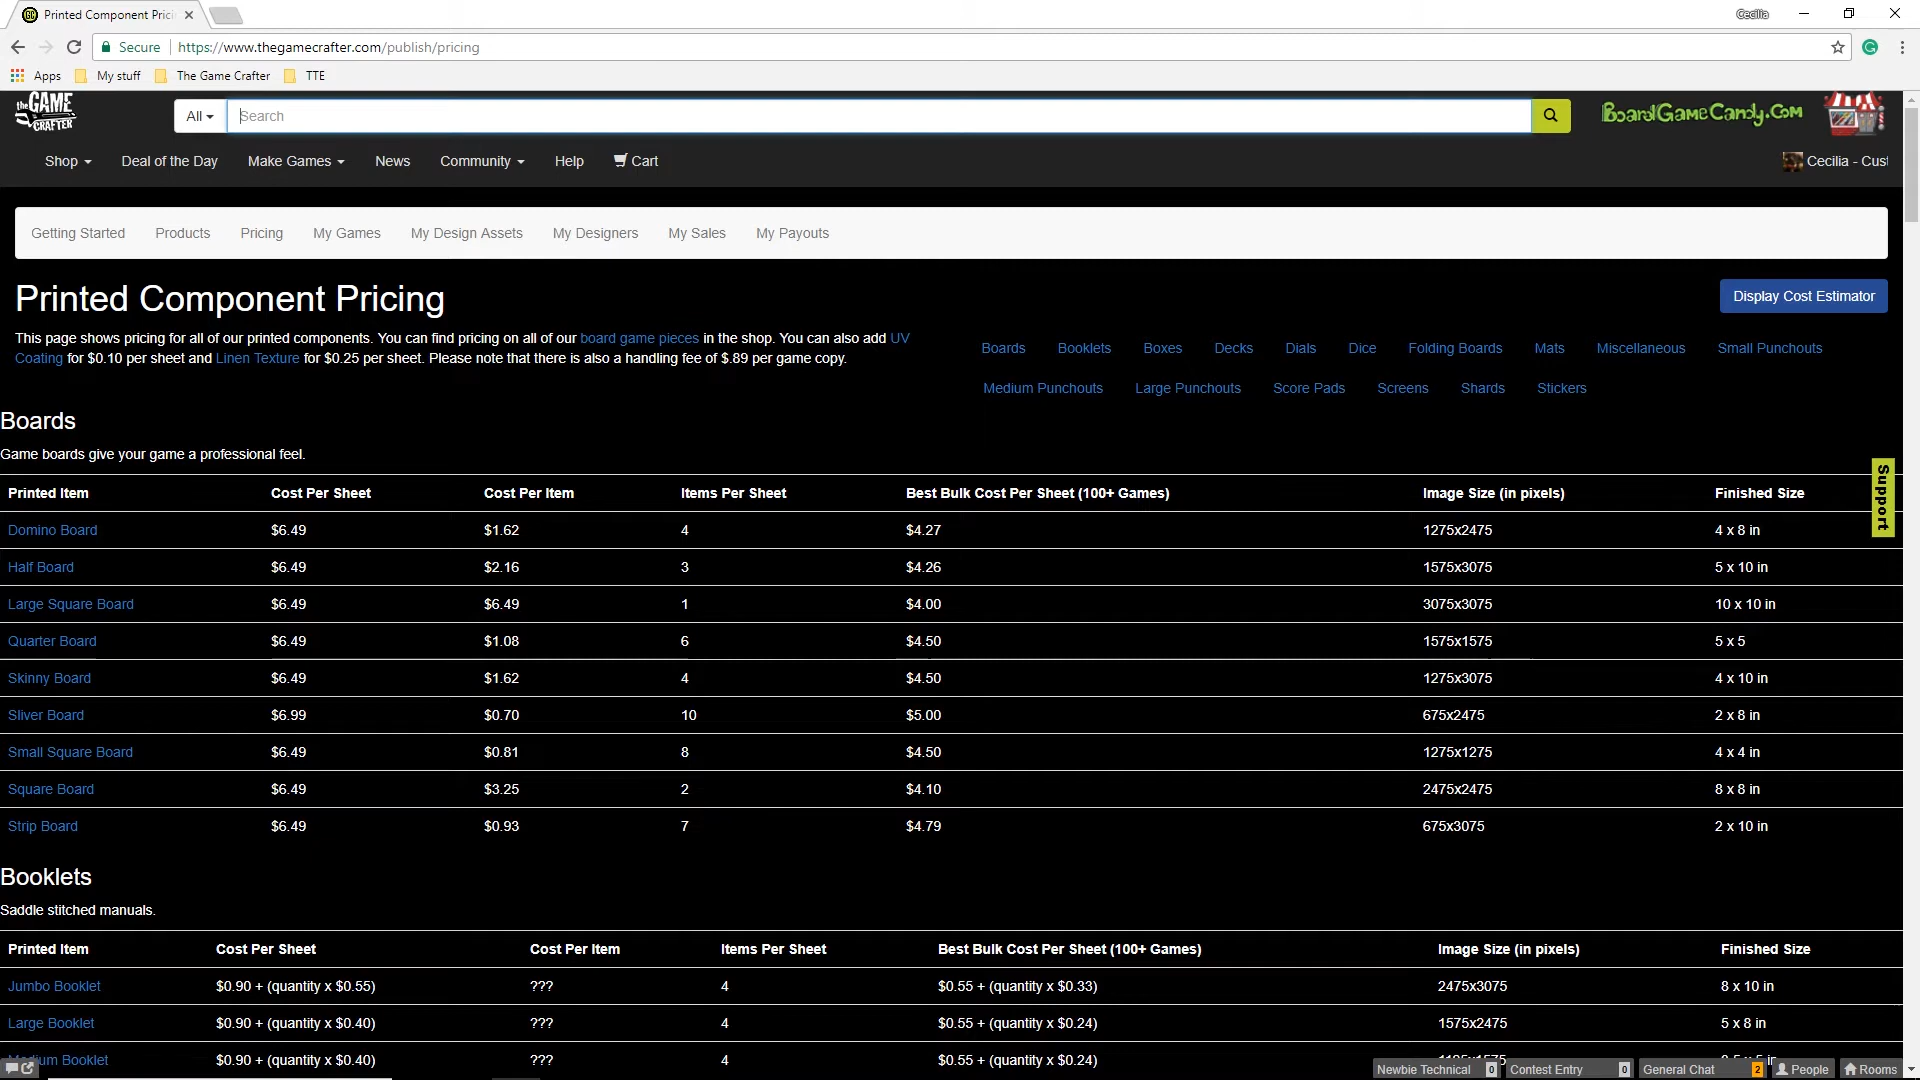 Printed Component Prici
Cecilia
Secure https://www.thegamecrafter.com/publish/pricing
Apps My stuff The Game Crafter TTE
the GAME CRAFTER
All Search
BoardGameCandy.Com
Shop Deal of the Day Make Games News Community Help Cart Cecilia - Cust
Getting Started Products Pricing My Games My Design Assets My Designers My Sales My Payouts
Printed Component Pricing
Display Cost Estimator
This page shows pricing for all of our printed components. You can find pricing on all of our board game pieces in the shop. You can also add UV
Coating for $0.10 per sheet and Linen Texture for $0.25 per sheet. Please note that there is also a handling fee of $.89 per game copy.
Boards Booklets Boxes Decks Dials Dice Folding Boards Mats Miscellaneous Small Punchouts
Medium Punchouts Large Punchouts Score Pads Screens Shards Stickers
Boards
Game boards give your game a professional feel.
Support
Printed Item Cost Per Sheet Cost Per Item Items Per Sheet Best Bulk Cost Per Sheet (100+ Games) Image Size (in pixels) Finished Size
Domino Board $6.49 $1.62 4 $4.27 1275x2475 4 x 8 in
Half Board $6.49 $2.16 3 $4.26 1575x3075 5 x 10 in
Large Square Board $6.49 $6.49 1 $4.00 3075x3075 10 x 10 in
Quarter Board $6.49 $1.08 6 $4.50 1575x1575 5 x 5
Skinny Board $6.49 $1.62 4 $4.50 1275x3075 4 x 10 in
Sliver Board $6.99 $0.70 10 $5.00 675x2475 2 x 8 in
Small Square Board $6.49 $0.81 8 $4.50 1275x1275 4 x 4 in
Square Board $6.49 $3.25 2 $4.10 2475x2475 8 x 8 in
Strip Board $6.49 $0.93 7 $4.79 675x3075 2 x 10 in
Booklets
Saddle stitched manuals.
Printed Item Cost Per Sheet Cost Per Item Items Per Sheet Best Bulk Cost Per Sheet (100+ Games) Image Size (in pixels) Finished Size
Jumbo Booklet $0.90 + (quantity x $0.55) ??? 4 $0.55 + (quantity x $0.33) 2475x3075 8 x 10 in
Large Booklet $0.90 + (quantity x $0.40) ??? 4 $0.55 + (quantity x $0.24) 1575x2475 5 x 8 in
Medium Booklet $0.90 + (quantity x $0.40) ??? 4 $0.55 + (quantity x $0.24)
Newbie Technical 0 Contest Entry 0 General Chat 2 People Rooms